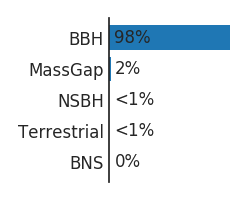 BBH 98%
MassGap 2%
NSBH <1%
Terrestrial <1%
BNS 0%